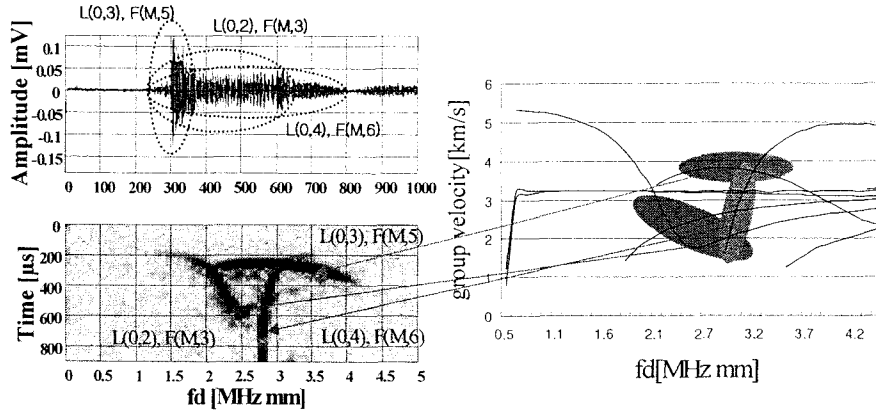 L(0,3), F(M,5)
L(0,2), F(M,3)
Amplitude [mV]
0.1
0.05
0
-0.05
-0.1
-0.15
L(0,4), F(M,6)
0 100 200 300 400 500 600 700 800 900 1000
Time [µs]
0
200
400
600
800
L(0,3), F(M,5)
L(0,2), F(M,3)
L(0,4), F(M,6)
0 0.5 1 1.5 2 2.5 3 3.5 4 4.5 5
fd [MHz mm]
group velocity[km/s]
6
5
4
3
2
1
0
0.5 1.1 1.6 2.1 2.7 3.2 3.7 4.2
fd[MHz mm]